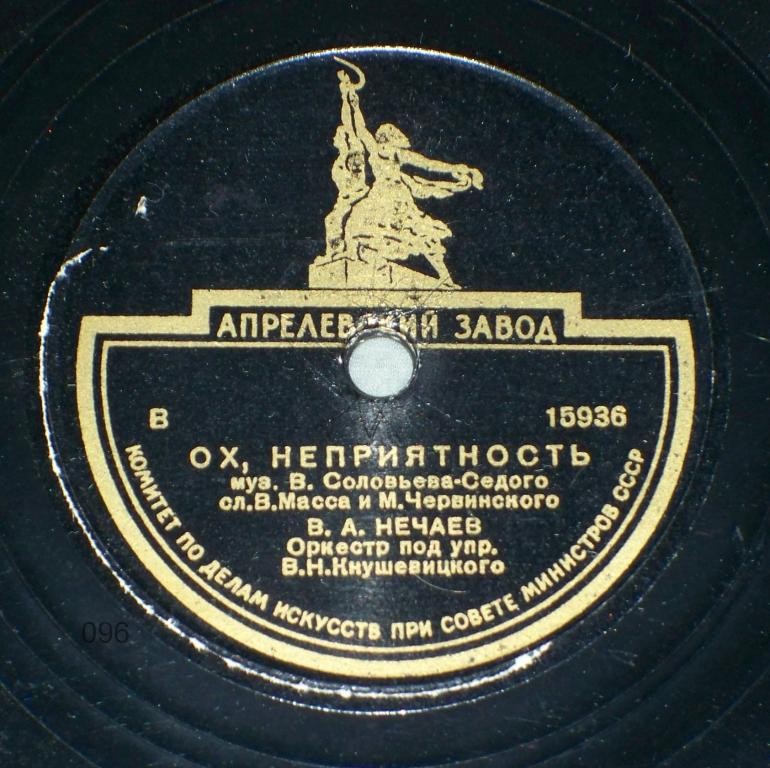 АПРЕЛЕВСКИЙ ЗАВОД
В 15936
ОХ, НЕПРИЯТНОСТЬ
муз. В. Соловьева-Седого
сл. В. Масса и М. Червинского
В. А. НЕЧАЕВ
Оркестр под упр.
В. Н. Кнушевицкого
КОМИТЕТ ПО ДЕЛАМ ИСКУССТВ ПРИ СОВЕТЕ МИНИСТРОВ СССР
096